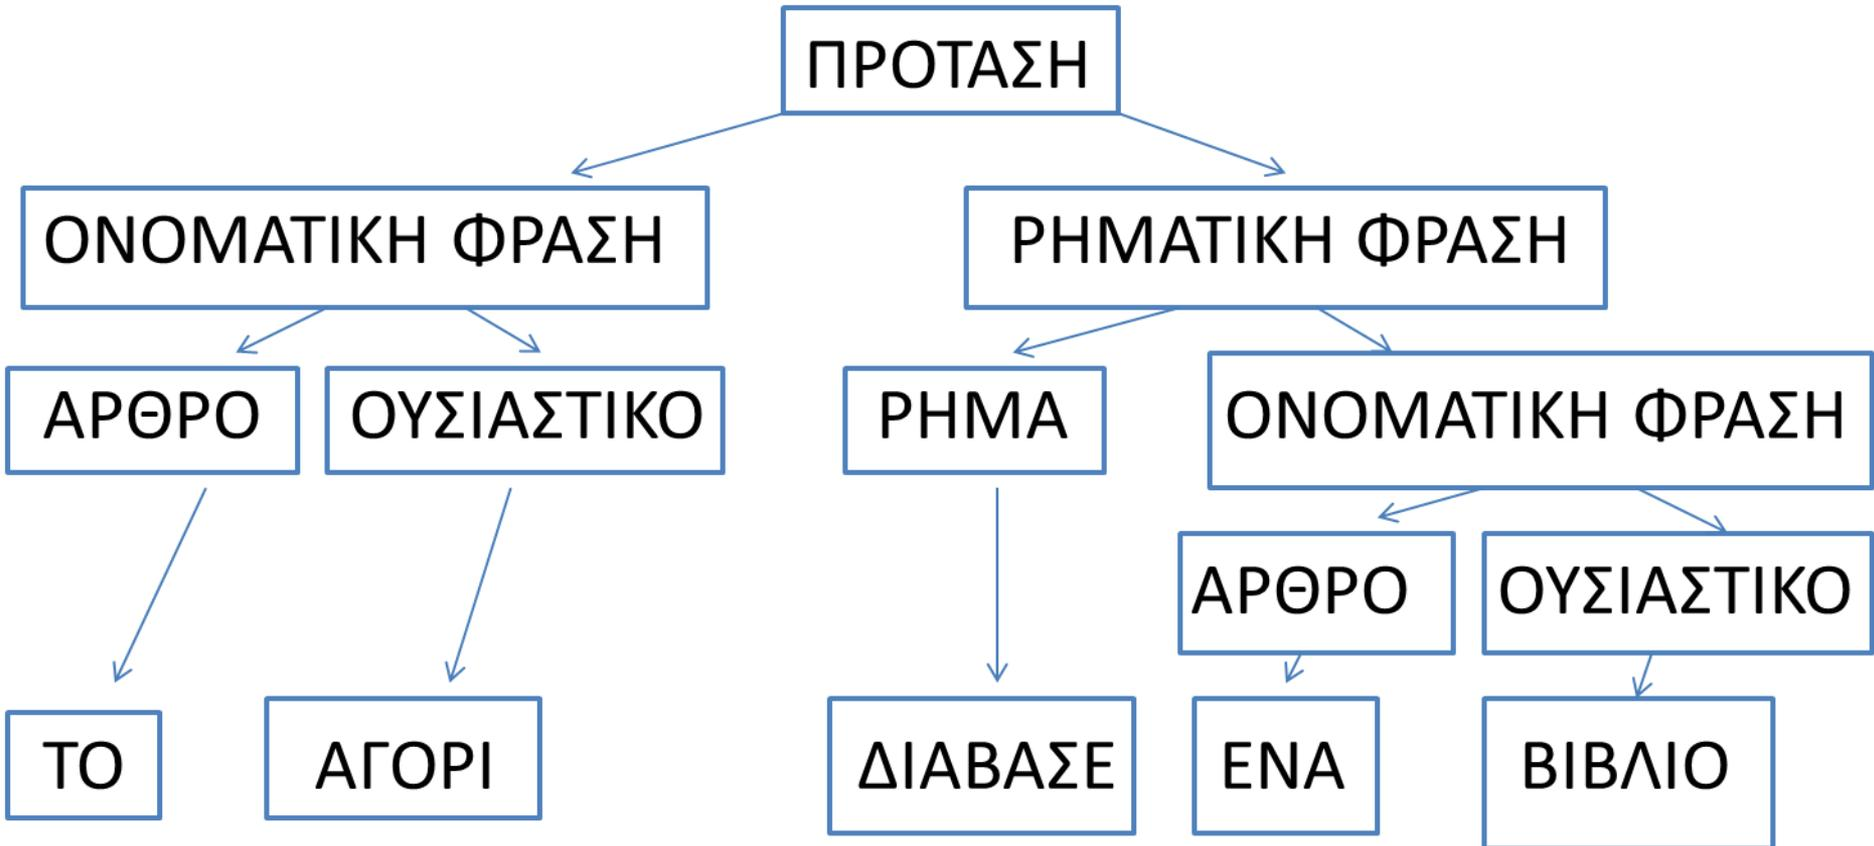 ΠΡΟΤΑΣΗ
ΟΝΟΜΑΤΙΚΗ ΦΡΑΣΗ
ΡΗΜΑΤΙΚΗ ΦΡΑΣΗ
ΑΡΘΡΟ
ΟΥΣΙΑΣΤΙΚΟ
ΡΗΜΑ
ΟΝΟΜΑΤΙΚΗ ΦΡΑΣΗ
ΑΡΘΡΟ
ΟΥΣΙΑΣΤΙΚΟ
ΤΟ
ΑΓΟΡΙ
ΔΙΑΒΑΣΕ
ΕΝΑ
ΒΙΒΛΙΟ